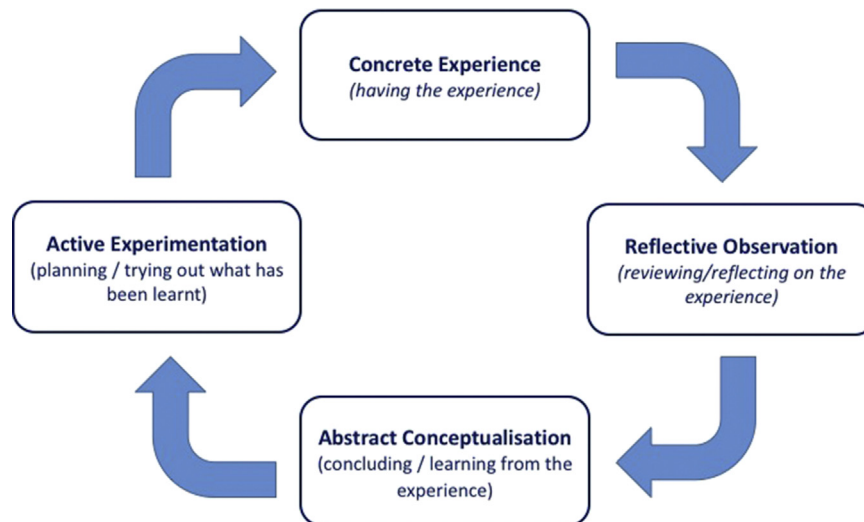 Concrete Experience
(having the experience)
Active Experimentation
(planning / trying out what has
been learnt)
Reflective Observation
(reviewing/reflecting on the
experience)
Abstract Conceptualisation
(concluding / learning from the
experience)